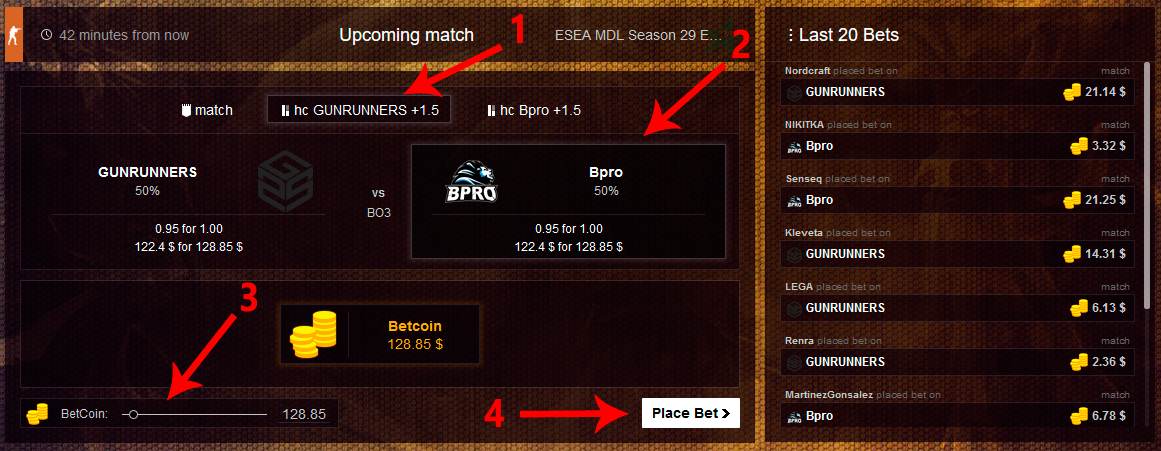 42 minutes from now
Upcoming match
ESEA MDL Season 29 E...
1
2
match
hc GUNRUNNERS +1.5
hc Bpro +1.5
GUNRUNNERS
50%
0.95 for 1.00
122.4 $ for 128.85 $
vs
BO3
BPRO
Bpro
50%
0.95 for 1.00
122.4 $ for 128.85 $
3
Betcoin
128.85 $
BetCoin:
128.85
4
Place Bet
Last 20 Bets
Nordcraft placed bet on match
GUNRUNNERS 21.14 $
NIKITKA placed bet on match
BPRO Bpro 3.32 $
Senseq placed bet on match
BPRO Bpro 21.25 $
Kleveta placed bet on match
GUNRUNNERS 14.31 $
LEGA placed bet on match
GUNRUNNERS 6.13 $
Renra placed bet on match
GUNRUNNERS 2.36 $
MartinezGonsalez placed bet on match
BPRO Bpro 6.78 $